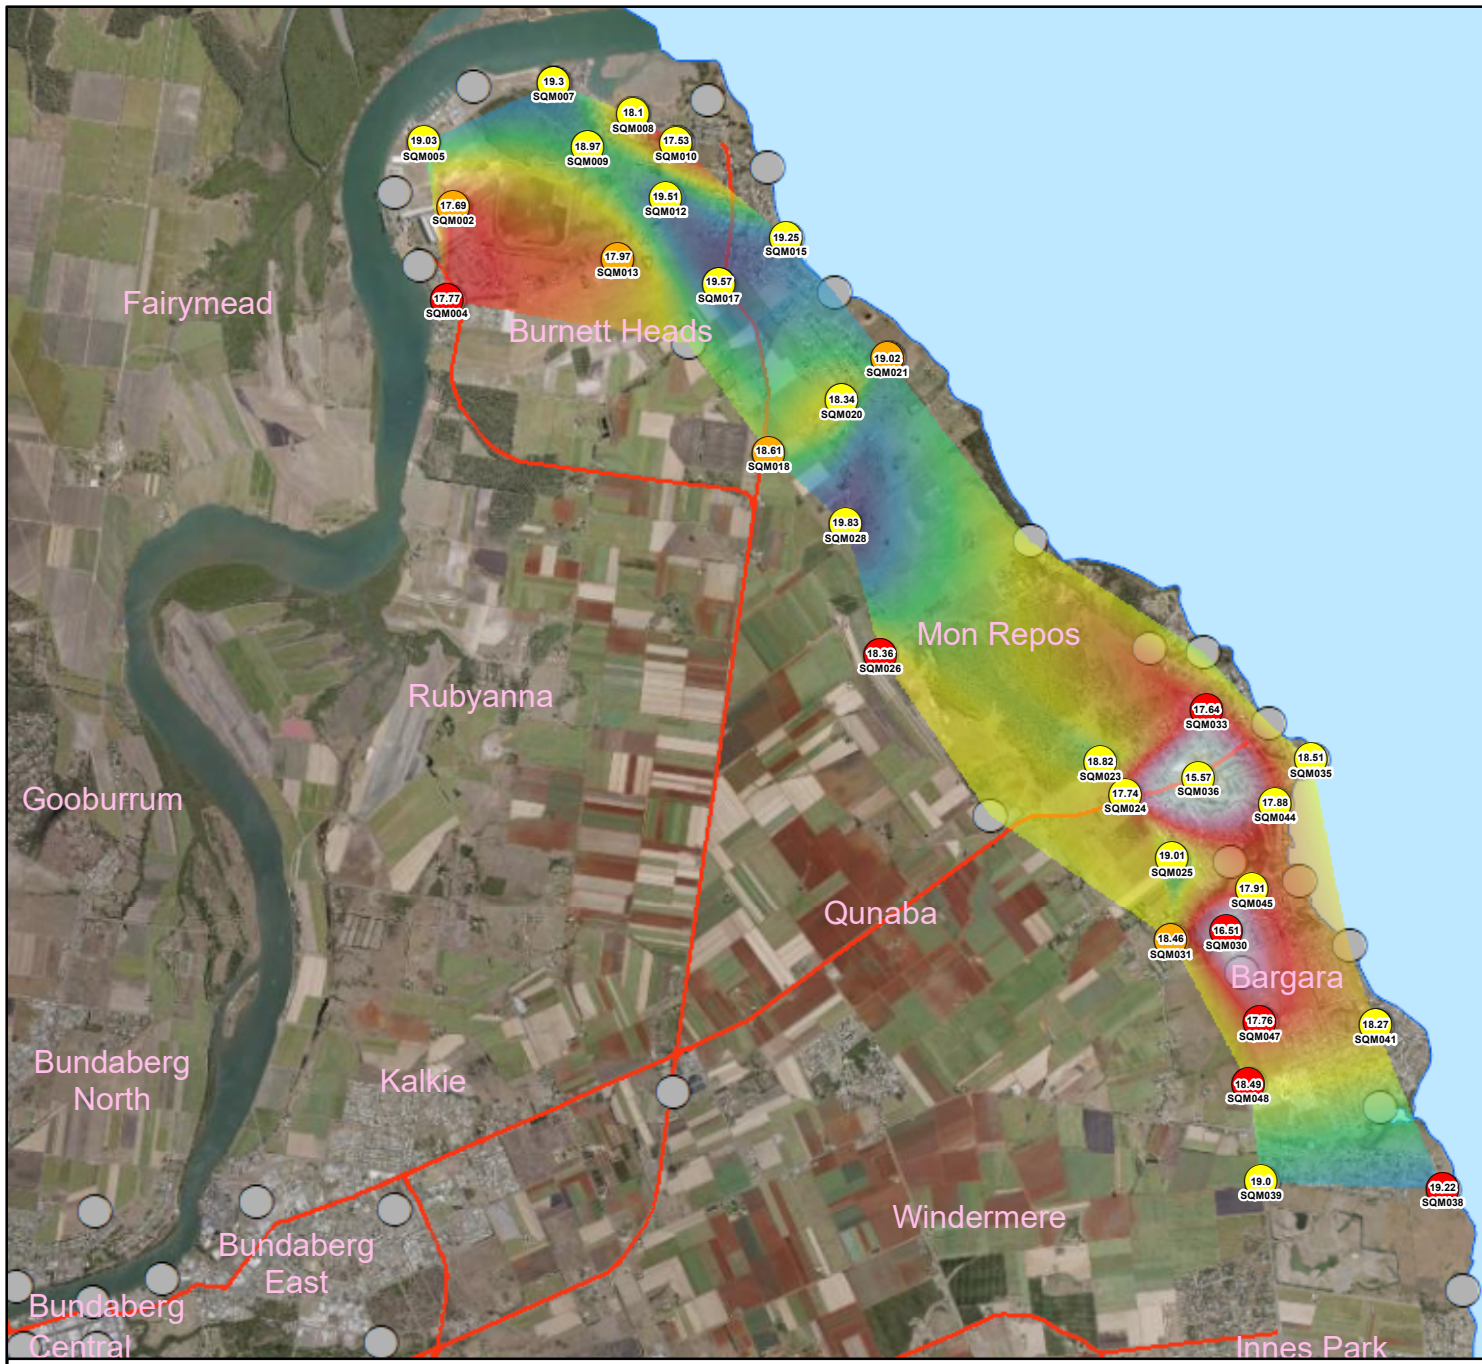 19.3
SQM007
18.1
SQM008
19.03
SQM005
18.97
SQM009
17.53
SQM010
17.69
SQM002
19.51
SQM012
19.25
SQM015
17.97
SQM013
19.57
SQM017
17.77
SQM004
Fairymead
Burnett Heads
19.02
SQM021
18.34
SQM020
18.61
SQM018
19.83
SQM028
Mon Repos
18.36
SQM026
Rubyanna
17.64
SQM033
18.82
SQM023
15.57
SQM036
18.51
SQM035
17.74
SQM024
17.88
SQM044
Gooburrum
19.01
SQM025
17.91
SQM045
Qunaba
18.46
SQM031
16.51
SQM030
Bargara
17.76
SQM047
18.27
SQM041
Bundaberg
North
Kalkie
18.49
SQM048
19.0
SQM039
19.22
SQM038
Windermere
Bundaberg
East
Bundaberg
Central
Innes Park